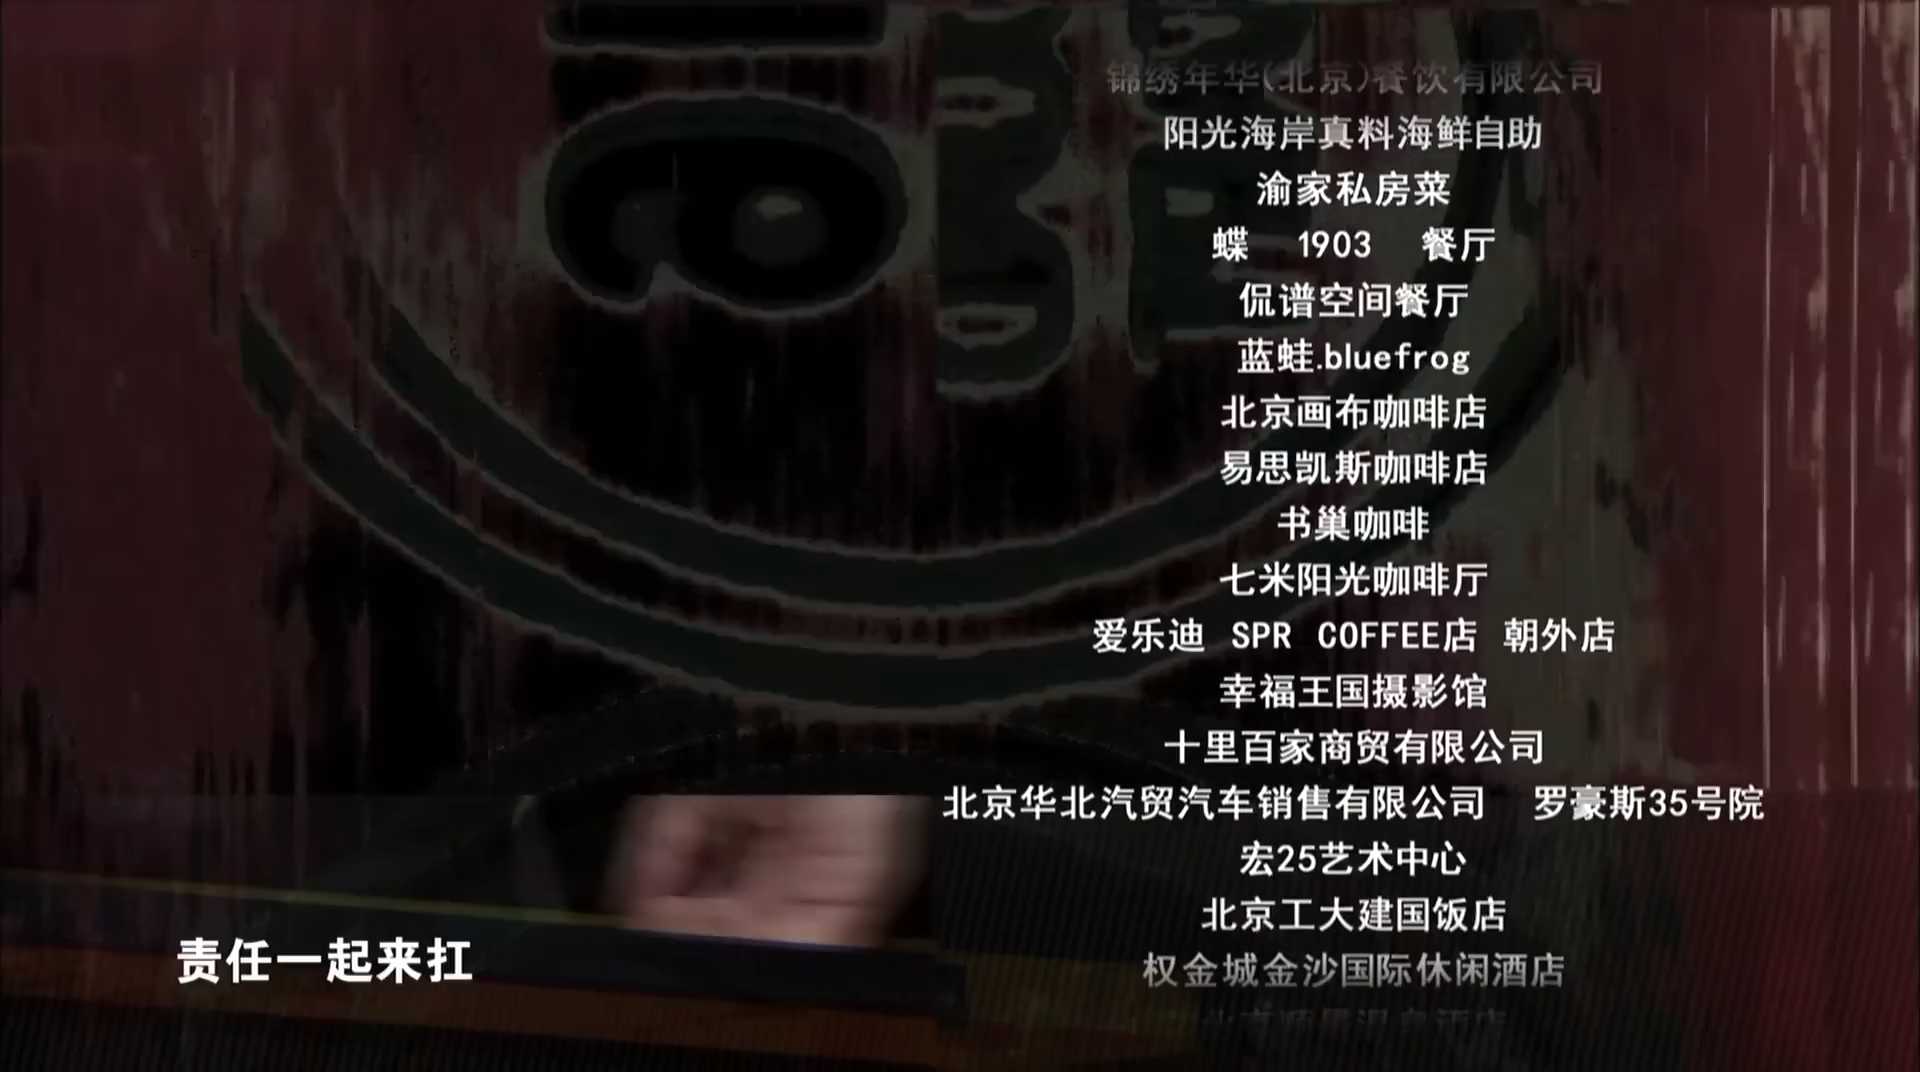 锦绣年华(北京)餐饮有限公司
阳光海岸真料海鲜自助
渝家私房菜
蝶 1903 餐厅
侃谱空间餐厅
蓝蛙.bluefrog
北京画布咖啡店
易思凯斯咖啡店
书巢咖啡
七米阳光咖啡厅
爱乐迪 SPR COFFEE店 朝外店
幸福王国摄影馆
十里百家商贸有限公司
北京华北汽贸汽车销售有限公司 罗豪斯35号院
宏25艺术中心
北京工大建国饭店
权金城金沙国际休闲酒店
责任一起来扛